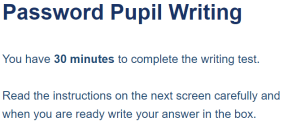 Password Pupil Writing
You have 30 minutes to complete the writing test.
Read the instructions on the next screen carefully and
when you are ready write your answer in the box.